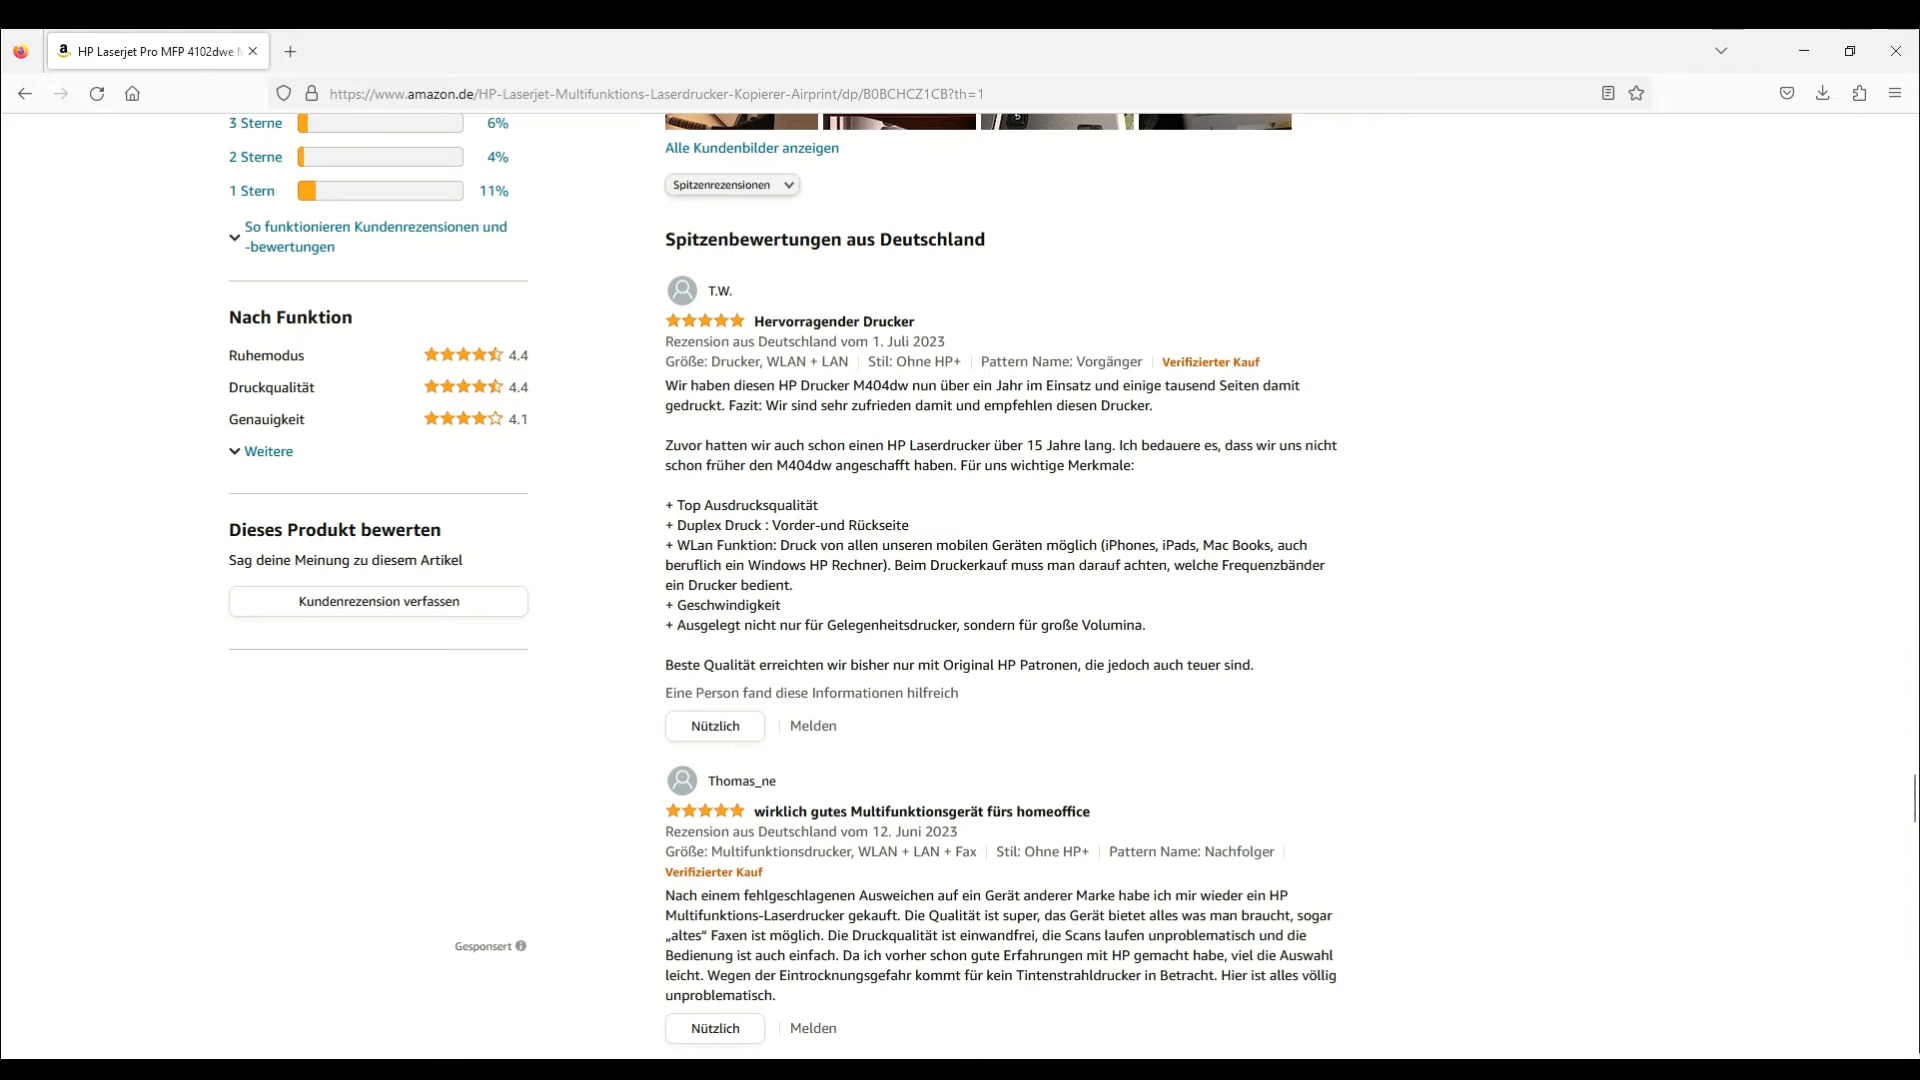 HP Laserjet Pro MFP 4102dwe
https://www.amazon.de/HP-Laserjet-Multifunktions-Laserdrucker-Kopierer-Airprint/dp/B0BCHCZ1CB?th=1
3 Sterne 6%
2 Sterne 4%
1 Stern 11%
So funktionieren Kundenrezensionen und
-bewertungen
Nach Funktion
Ruhemodus 4.4
Druckqualität 4.4
Genauigkeit 4.1
Weitere
Dieses Produkt bewerten
Sag deine Meinung zu diesem Artikel
Kundenrezension verfassen
Gesponsert
Alle Kundenbilder anzeigen
Spitzenrezensionen
Spitzenbewertungen aus Deutschland
T.W.
Hervorragender Drucker
Rezension aus Deutschland vom 1. Juli 2023
Größe: Drucker, WLAN + LAN Stil: Ohne HP+ Pattern Name: Vorgänger Verifizierter Kauf
Wir haben diesen HP Drucker M404dw nun über ein Jahr im Einsatz und einige tausend Seiten damit
gedruckt. Fazit: Wir sind sehr zufrieden damit und empfehlen diesen Drucker.
Zuvor hatten wir auch schon einen HP Laserdrucker über 15 Jahre lang. Ich bedauere es, dass wir uns nicht
schon früher den M404dw angeschafft haben. Für uns wichtige Merkmale:
+ Top Ausdrucksqualität
+ Duplex Druck : Vorder-und Rückseite
+ WLan Funktion: Druck von allen unseren mobilen Geräten möglich (iPhones, iPads, Mac Books, auch
beruflich ein Windows HP Rechner). Beim Druckerkauf muss man darauf achten, welche Frequenzbänder
ein Drucker bedient.
+ Geschwindigkeit
+ Ausgelegt nicht nur für Gelegenheitsdrucker, sondern für große Volumina.
Beste Qualität erreichten wir bisher nur mit Original HP Patronen, die jedoch auch teuer sind.
Eine Person fand diese Informationen hilfreich
Nützlich Melden
Thomas_ne
wirklich gutes Multifunktionsgerät fürs homeoffice
Rezension aus Deutschland vom 12. Juni 2023
Größe: Multifunktionsdrucker, WLAN + LAN + Fax Stil: Ohne HP+ Pattern Name: Nachfolger
Verifizierter Kauf
Nach einem fehlgeschlagenen Ausweichen auf ein Gerät anderer Marke habe ich mir wieder ein HP
Multifunktions-Laserdrucker gekauft. Die Qualität ist super, das Gerät bietet alles was man braucht, sogar
„altes“ Faxen ist möglich. Die Druckqualität ist einwandfrei, die Scans laufen unproblematisch und die
Bedienung ist auch einfach. Da ich vorher schon gute Erfahrungen mit HP gemacht habe, viel die Auswahl
leicht. Wegen der Eintrocknungsgefahr kommt für kein Tintenstrahldrucker in Betracht. Hier ist alles völlig
unproblematisch.
Nützlich Melden